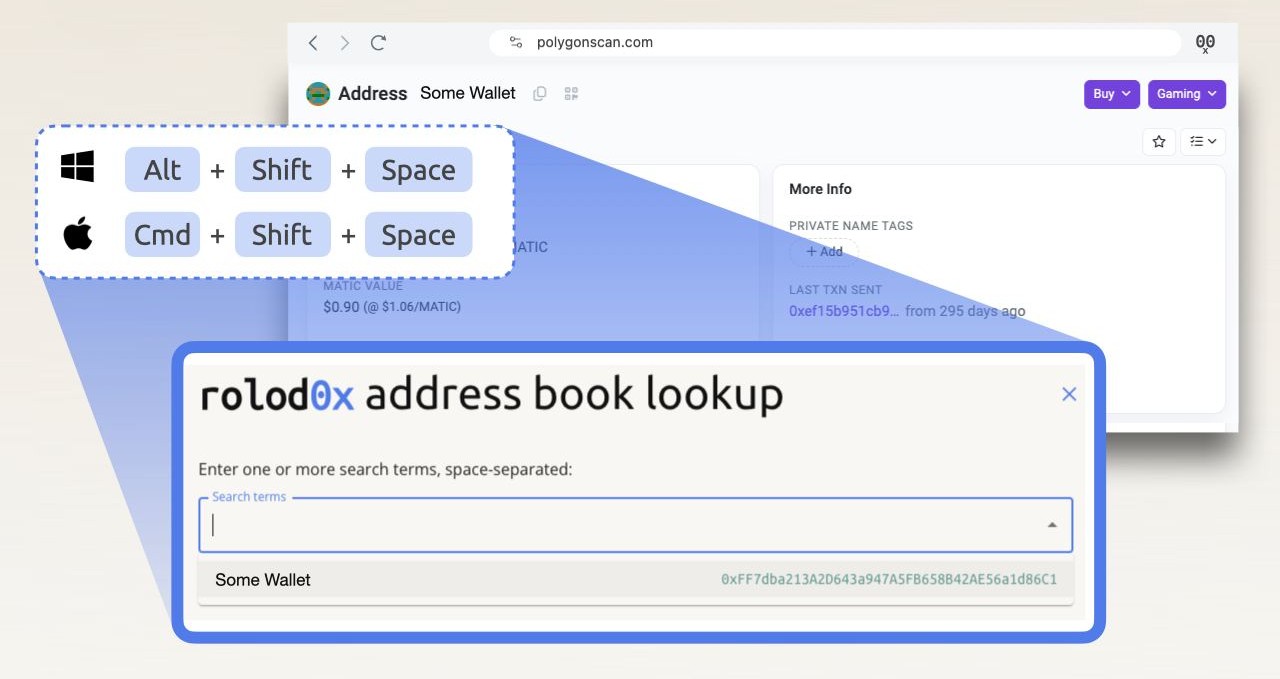 polygonscan.com
00
x
Address Some Wallet
Buy
Gaming
Alt + Shift + Space
Cmd + Shift + Space
More Info
PRIVATE NAME TAGS
+ Add
MATIC VALUE
$0.90 (@ $1.06/MATIC)
LAST TXN SENT
0xef15b951cb9... from 295 days ago
rolod0x address book lookup
Enter one or more search terms, space-separated:
Search terms
Some Wallet 0xFF7dba213A2D643a947A5FB658B42AE56a1d86C1